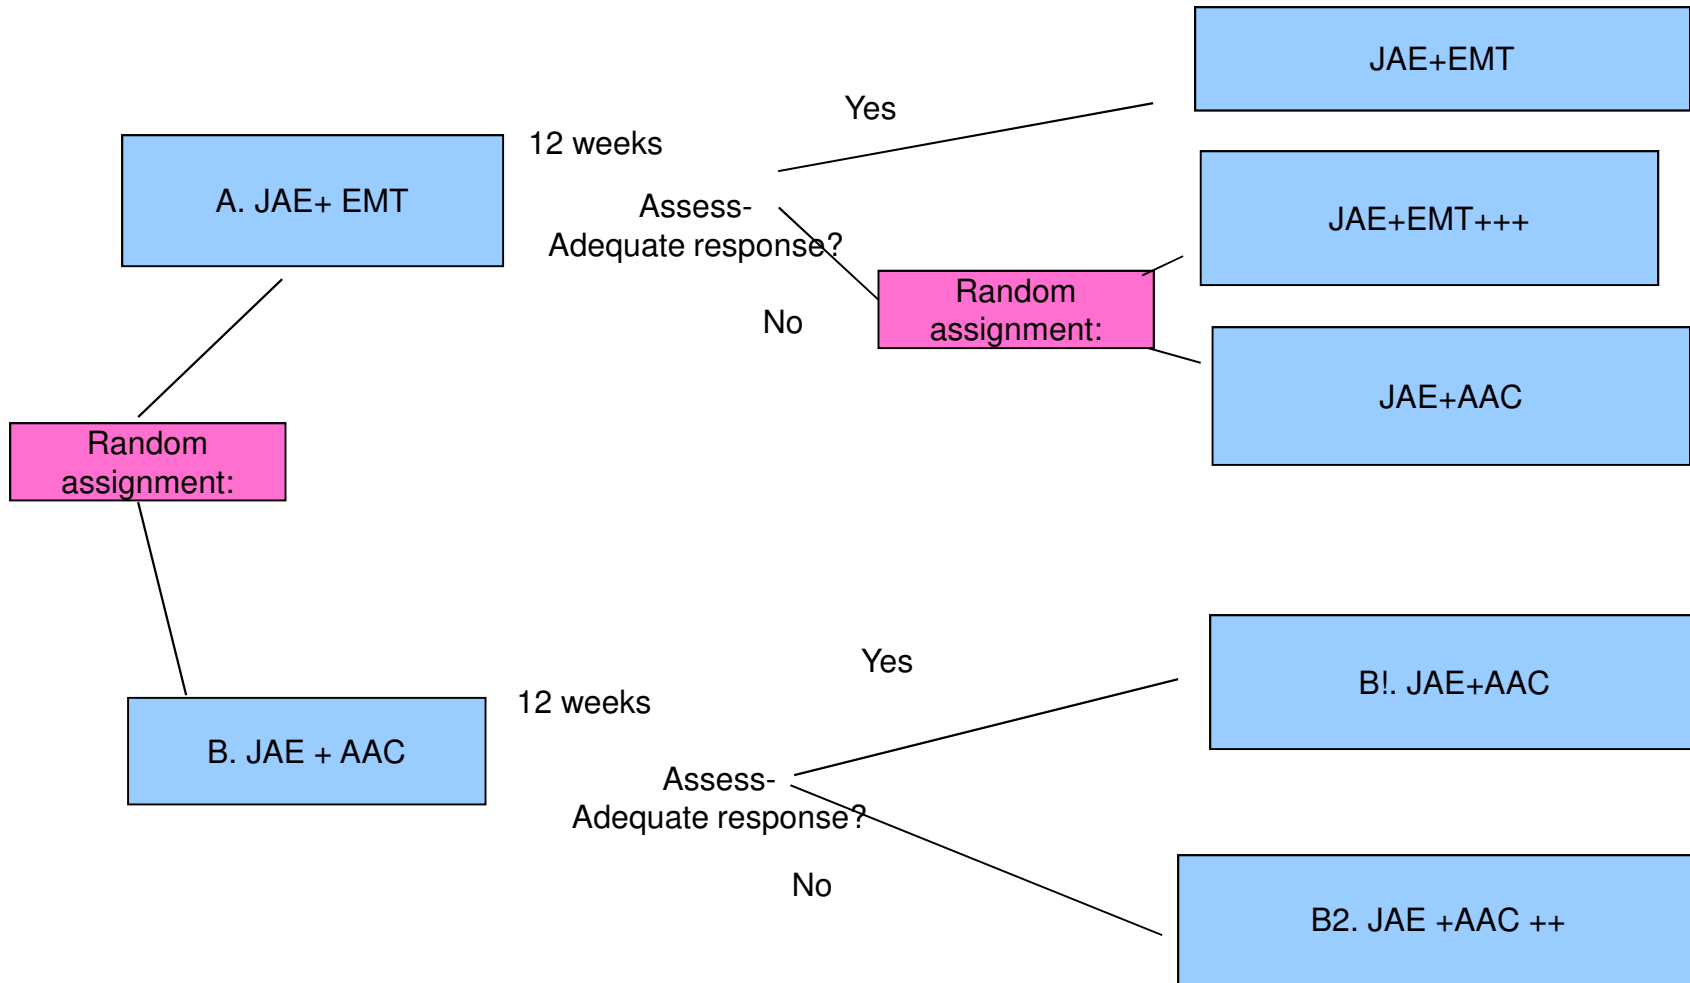 JAE+EMT
Yes
12 weeks
A. JAE+ EMT
Assess-
Adequate response?
JAE+EMT+++
Random
assignment:
No
JAE+AAC
Random
assignment:
Yes
B!. JAE+AAC
12 weeks
B. JAE + AAC
Assess-
Adequate response?
No
B2. JAE +AAC ++